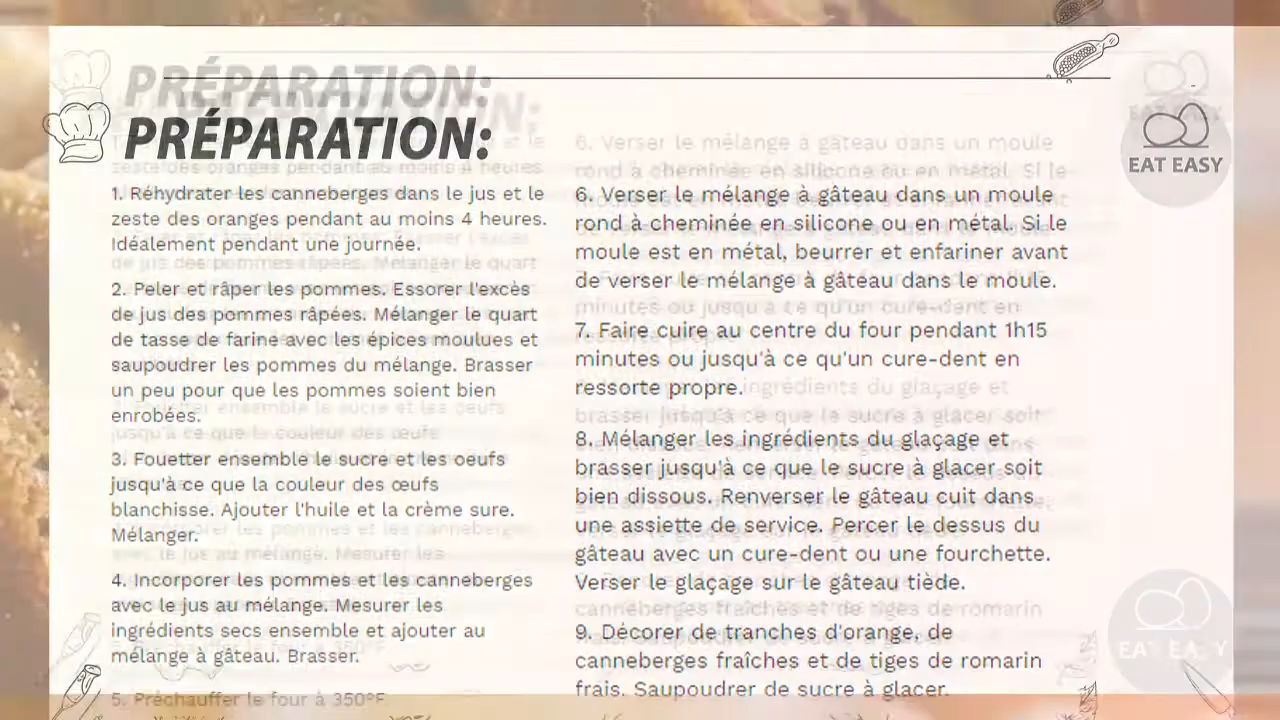 PRÉPARATION:
EAT EASY
1. Réhydrater les canneberges dans le jus et le
zeste des oranges pendant au moins 4 heures.
Idéalement pendant une journée.
2. Peler et râper les pommes. Essorer l'excès
de jus des pommes râpées. Mélanger le quart
de tasse de farine avec les épices moulues et
saupoudrer les pommes du mélange. Brasser
un peu pour que les pommes soient bien
enrobées.
3. Fouetter ensemble le sucre et les oeufs
jusqu'à ce que la couleur des œufs
blanchisse. Ajouter l'huile et la crème sure.
Mélanger.
4. Incorporer les pommes et les canneberges
avec le jus au mélange. Mesurer les
ingrédients secs ensemble et ajouter au
mélange à gâteau. Brasser.
5. Préchauffer le four à 350°F
6. Verser le mélange à gâteau dans un moule
rond à cheminée en silicone ou en métal. Si le
moule est en métal, beurrer et enfariner avant
de verser le mélange à gâteau dans le moule.
7. Faire cuire au centre du four pendant 1h15
minutes ou jusqu'à ce qu'un cure-dent en
ressorte propre.
8. Mélanger les ingrédients du glaçage et
brasser jusqu'à ce que le sucre à glacer soit
bien dissous. Renverser le gâteau cuit dans
une assiette de service. Percer le dessus du
gâteau avec un cure-dent ou une fourchette.
Verser le glaçage sur le gâteau tiède.
9. Décorer de tranches d'orange, de
canneberges fraîches et de tiges de romarin
frais. Saupoudrer de sucre à glacer.
EAT EASY